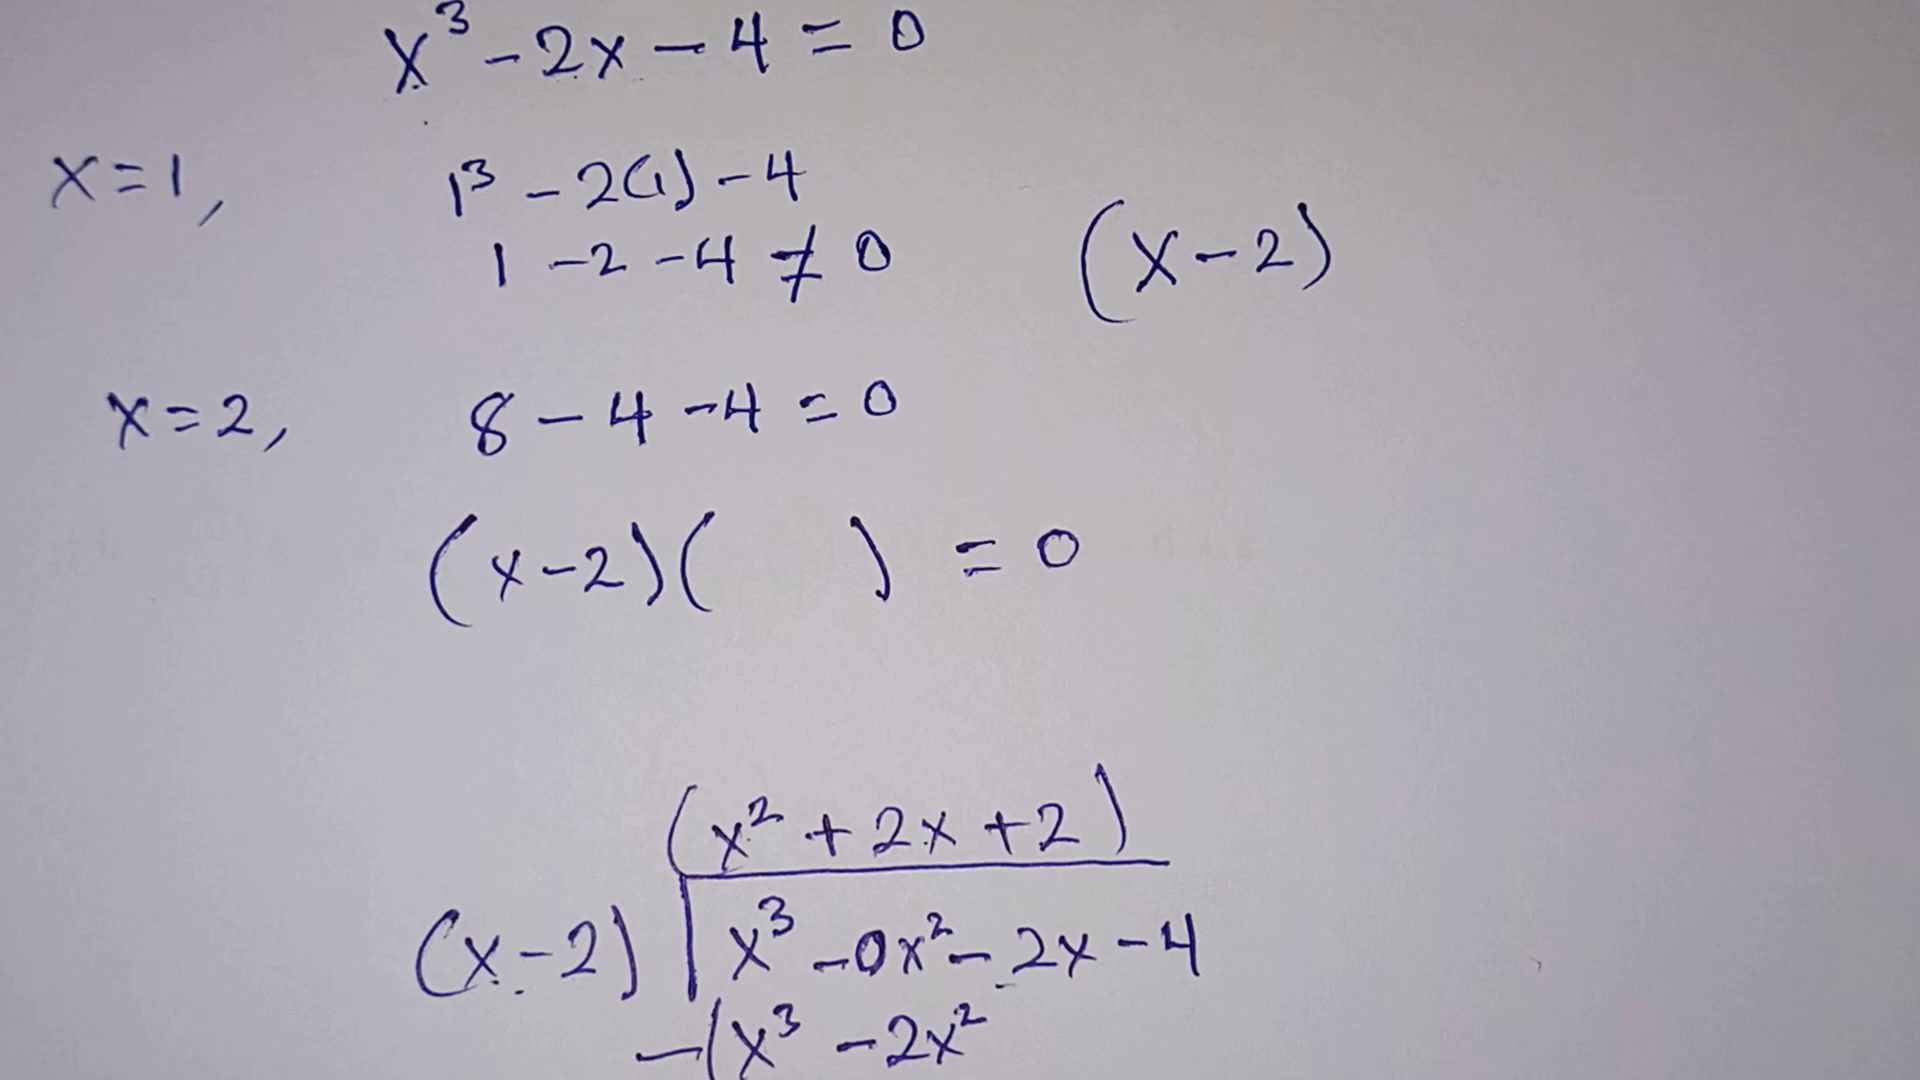 x³ - 2x - 4 = 0
x = 1, 1³ - 2(1) - 4
1 - 2 - 4 ≠ 0
(x - 2)
x = 2, 8 - 4 - 4 = 0
(x - 2)( ) = 0
(x² + 2x + 2)
(x - 2) | x³ - 0x² - 2x - 4
-(x³ - 2x²